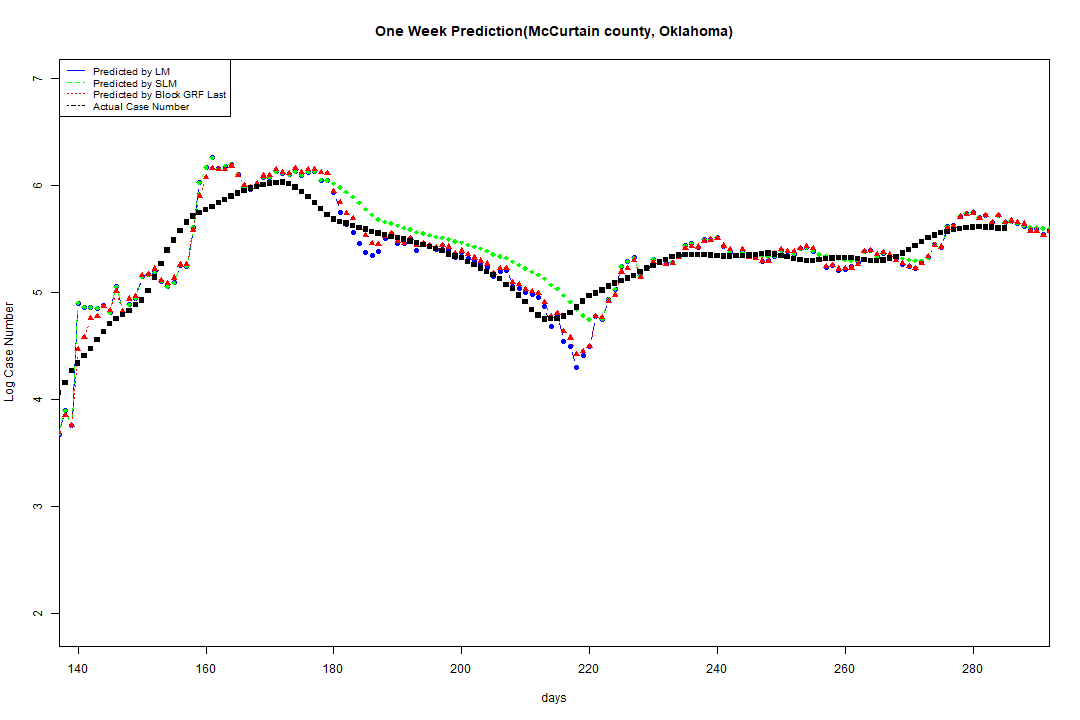 One Week Prediction(McCurtain county, Oklahoma)
Predicted by LM
Predicted by SLM
Predicted by Block GRF Last
Actual Case Number
7
6
5
4
3
2
Log Case Number
140 160 180 200 220 240 260 280
days